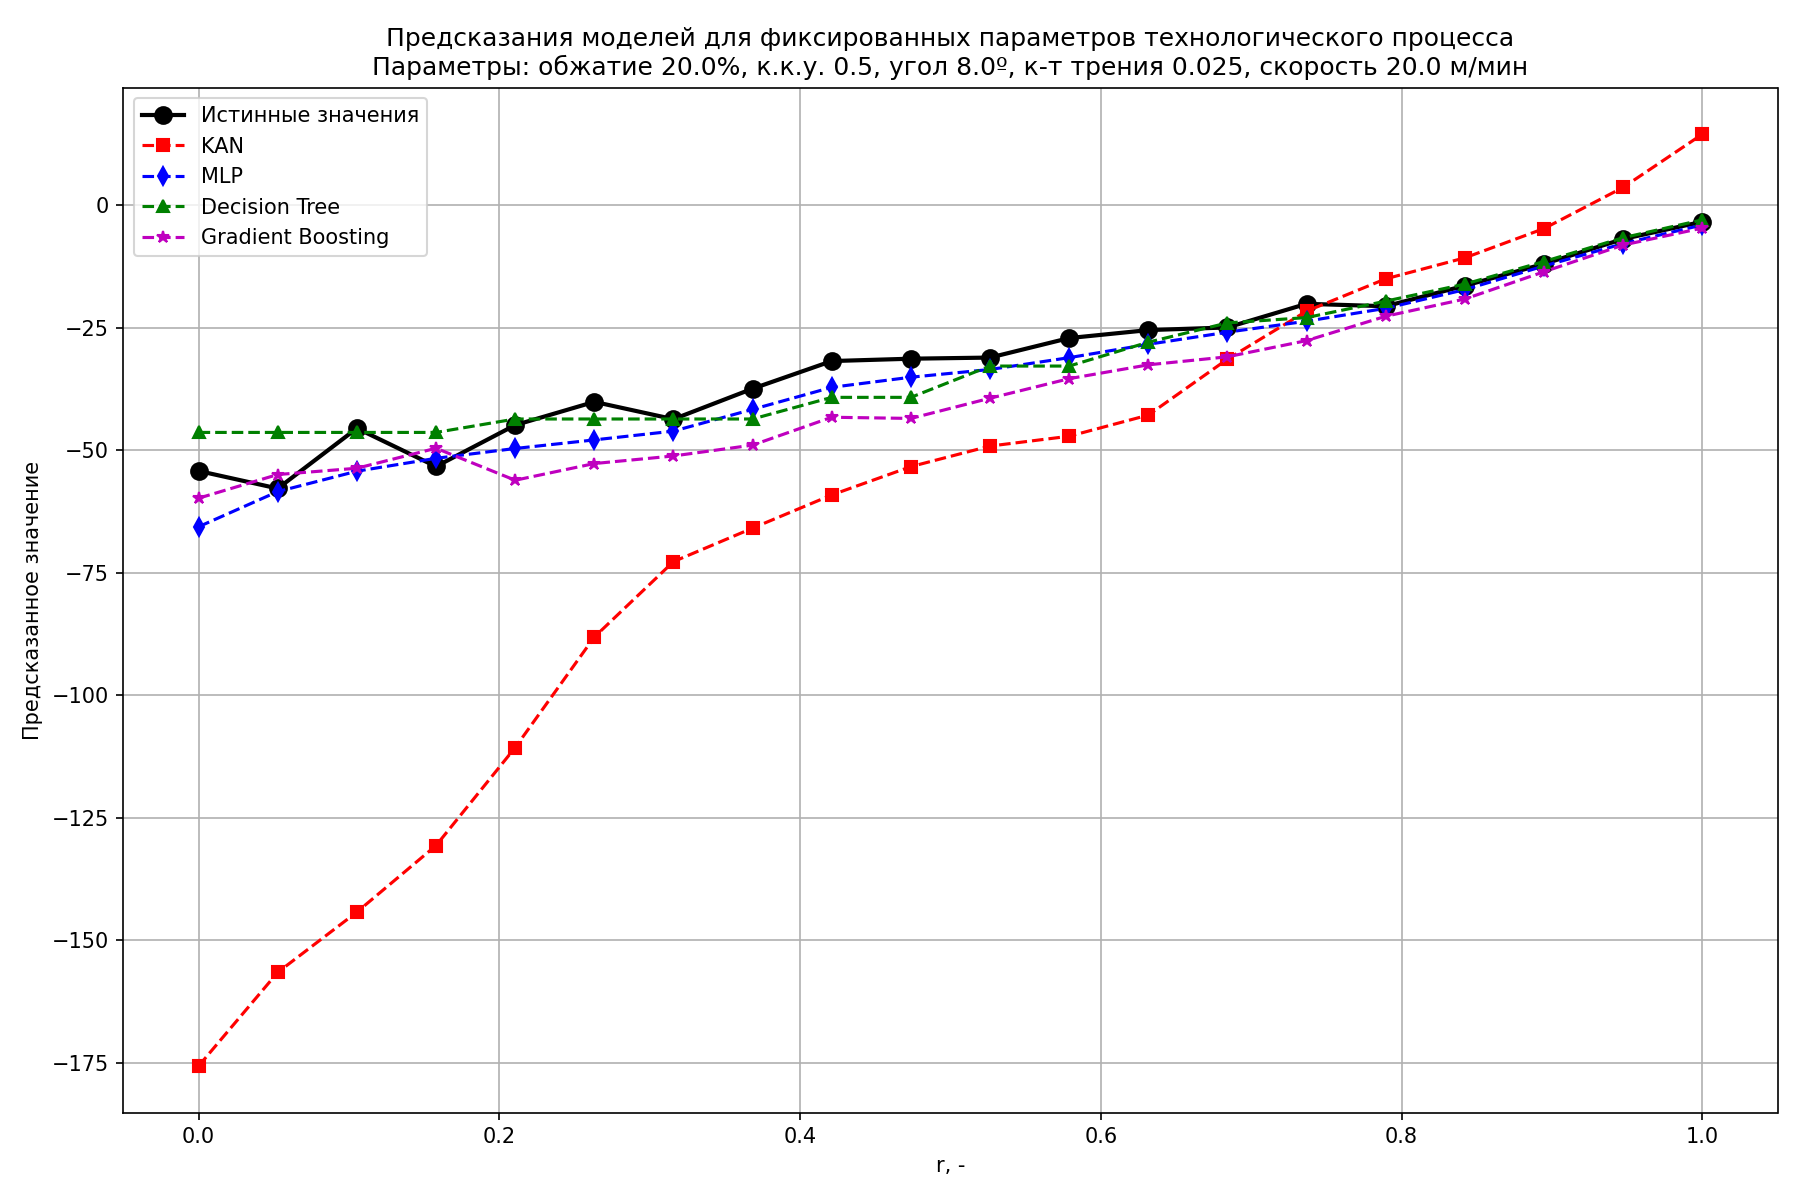 Предсказания моделей для фиксированных параметров технологического процесса
Параметры: обжатие 20.0%, к.к.у. 0.5, угол 8.0º, к-т трения 0.025, скорость 20.0 м/мин
Истинные значения
KAN
MLP
Decision Tree
Gradient Boosting
Предсказанное значение
0
−25
−50
−75
−100
−125
−150
−175
0.0
0.2
0.4
0.6
0.8
1.0
r, -